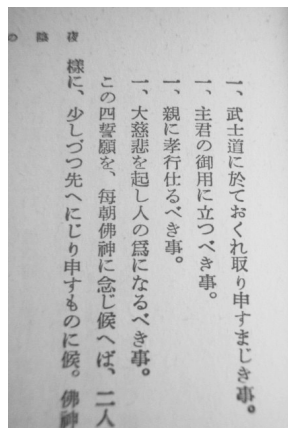 一、武士道に於ておくれ取り申すまじき事。
一、主君の御用に立つべき事。
一、親に孝行仕るべき事。
一、大慈悲を起し人の爲になるべき事。
この四誓願を、每朝佛神に念じ候へば、二人
樣に、少しづつ先へにじり申すものに候。佛神
夜陰の